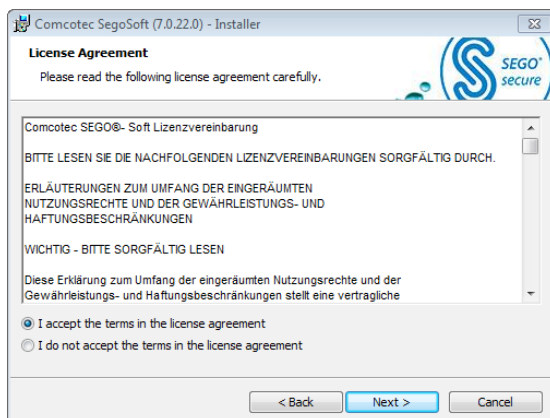 Comcotec SegoSoft (7.0.22.0) - Installer
License Agreement
Please read the following license agreement carefully.
SEGO®
secure
Comcotec SEGO®- Soft Lizenzvereinbarung
BITTE LESEN SIE DIE NACHFOLGENDEN LIZENZVEREINBARUNGEN SORGFÄLTIG DURCH.
ERLÄUTERUNGEN ZUM UMFANG DER EINGERÄUMTEN
NUTZUNGSRECHTE UND DER GEWÄHRLEISTUNGS- UND
HAFTUNGSBESCHRÄNKUNGEN
WICHTIG - BITTE SORGFÄLTIG LESEN
Diese Erklärung zum Umfang der eingeräumten Nutzungsrechte und der
Gewährleistungs- und Haftungsbeschränkungen stellt eine vertragliche
I accept the terms in the license agreement
I do not accept the terms in the license agreement
< Back
Next >
Cancel